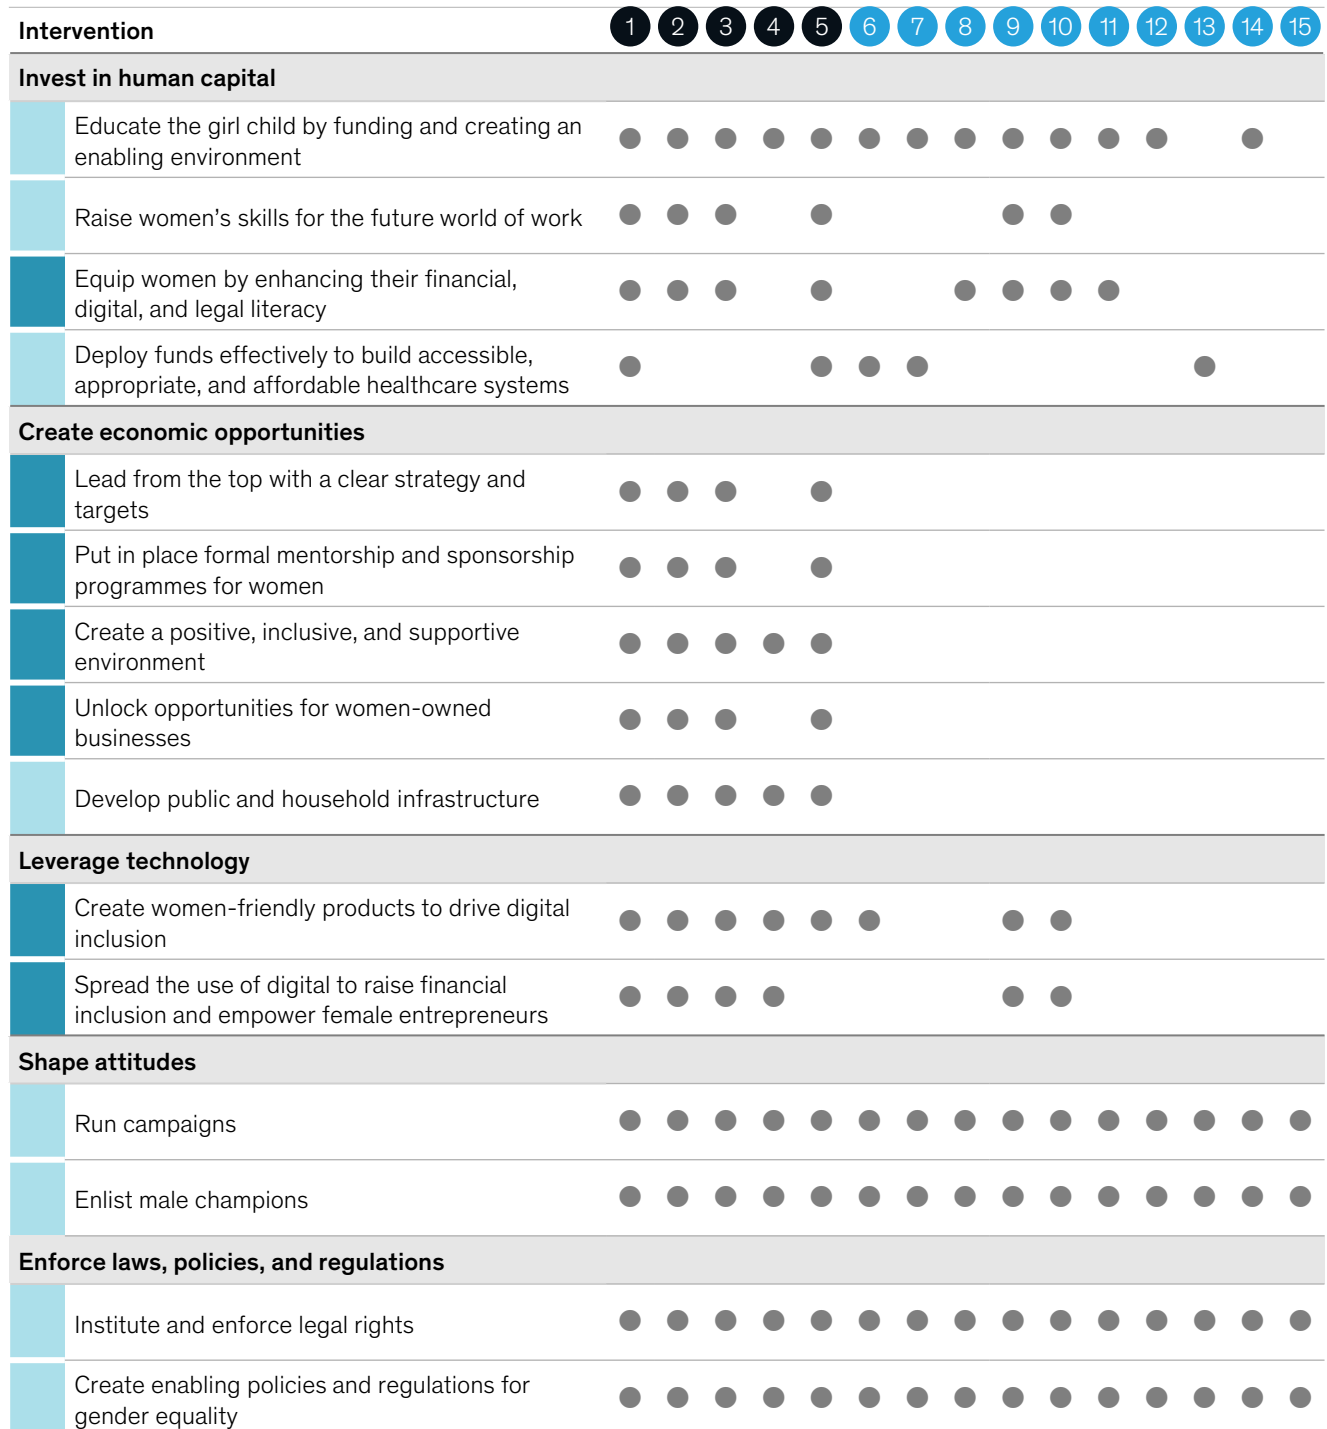 Intervention 1 2 3 4 5 6 7 8 9 10 11 12 13 14 15
Invest in human capital
Educate the girl child by funding and creating an
enabling environment
Raise women’s skills for the future world of work
Equip women by enhancing their financial,
digital, and legal literacy
Deploy funds effectively to build accessible,
appropriate, and affordable healthcare systems
Create economic opportunities
Lead from the top with a clear strategy and
targets
Put in place formal mentorship and sponsorship
programmes for women
Create a positive, inclusive, and supportive
environment
Unlock opportunities for women-owned
businesses
Develop public and household infrastructure
Leverage technology
Create women-friendly products to drive digital
inclusion
Spread the use of digital to raise financial
inclusion and empower female entrepreneurs
Shape attitudes
Run campaigns
Enlist male champions
Enforce laws, policies, and regulations
Institute and enforce legal rights
Create enabling policies and regulations for
gender equality